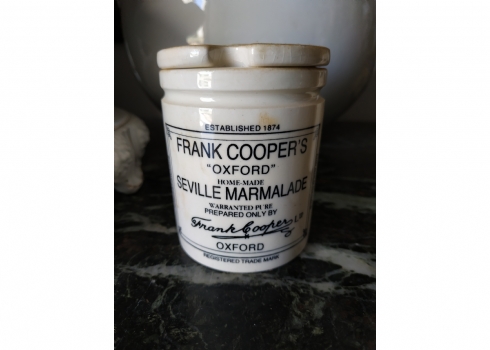 ESTABLISHED 1874
FRANK COOPER'S
"OXFORD"
HOME-MADE
SEVILLE MARMALADE
WARRANTED PURE
PREPARED ONLY BY
Frank Cooper Ltd
OXFORD
REGISTERED TRADE MARK